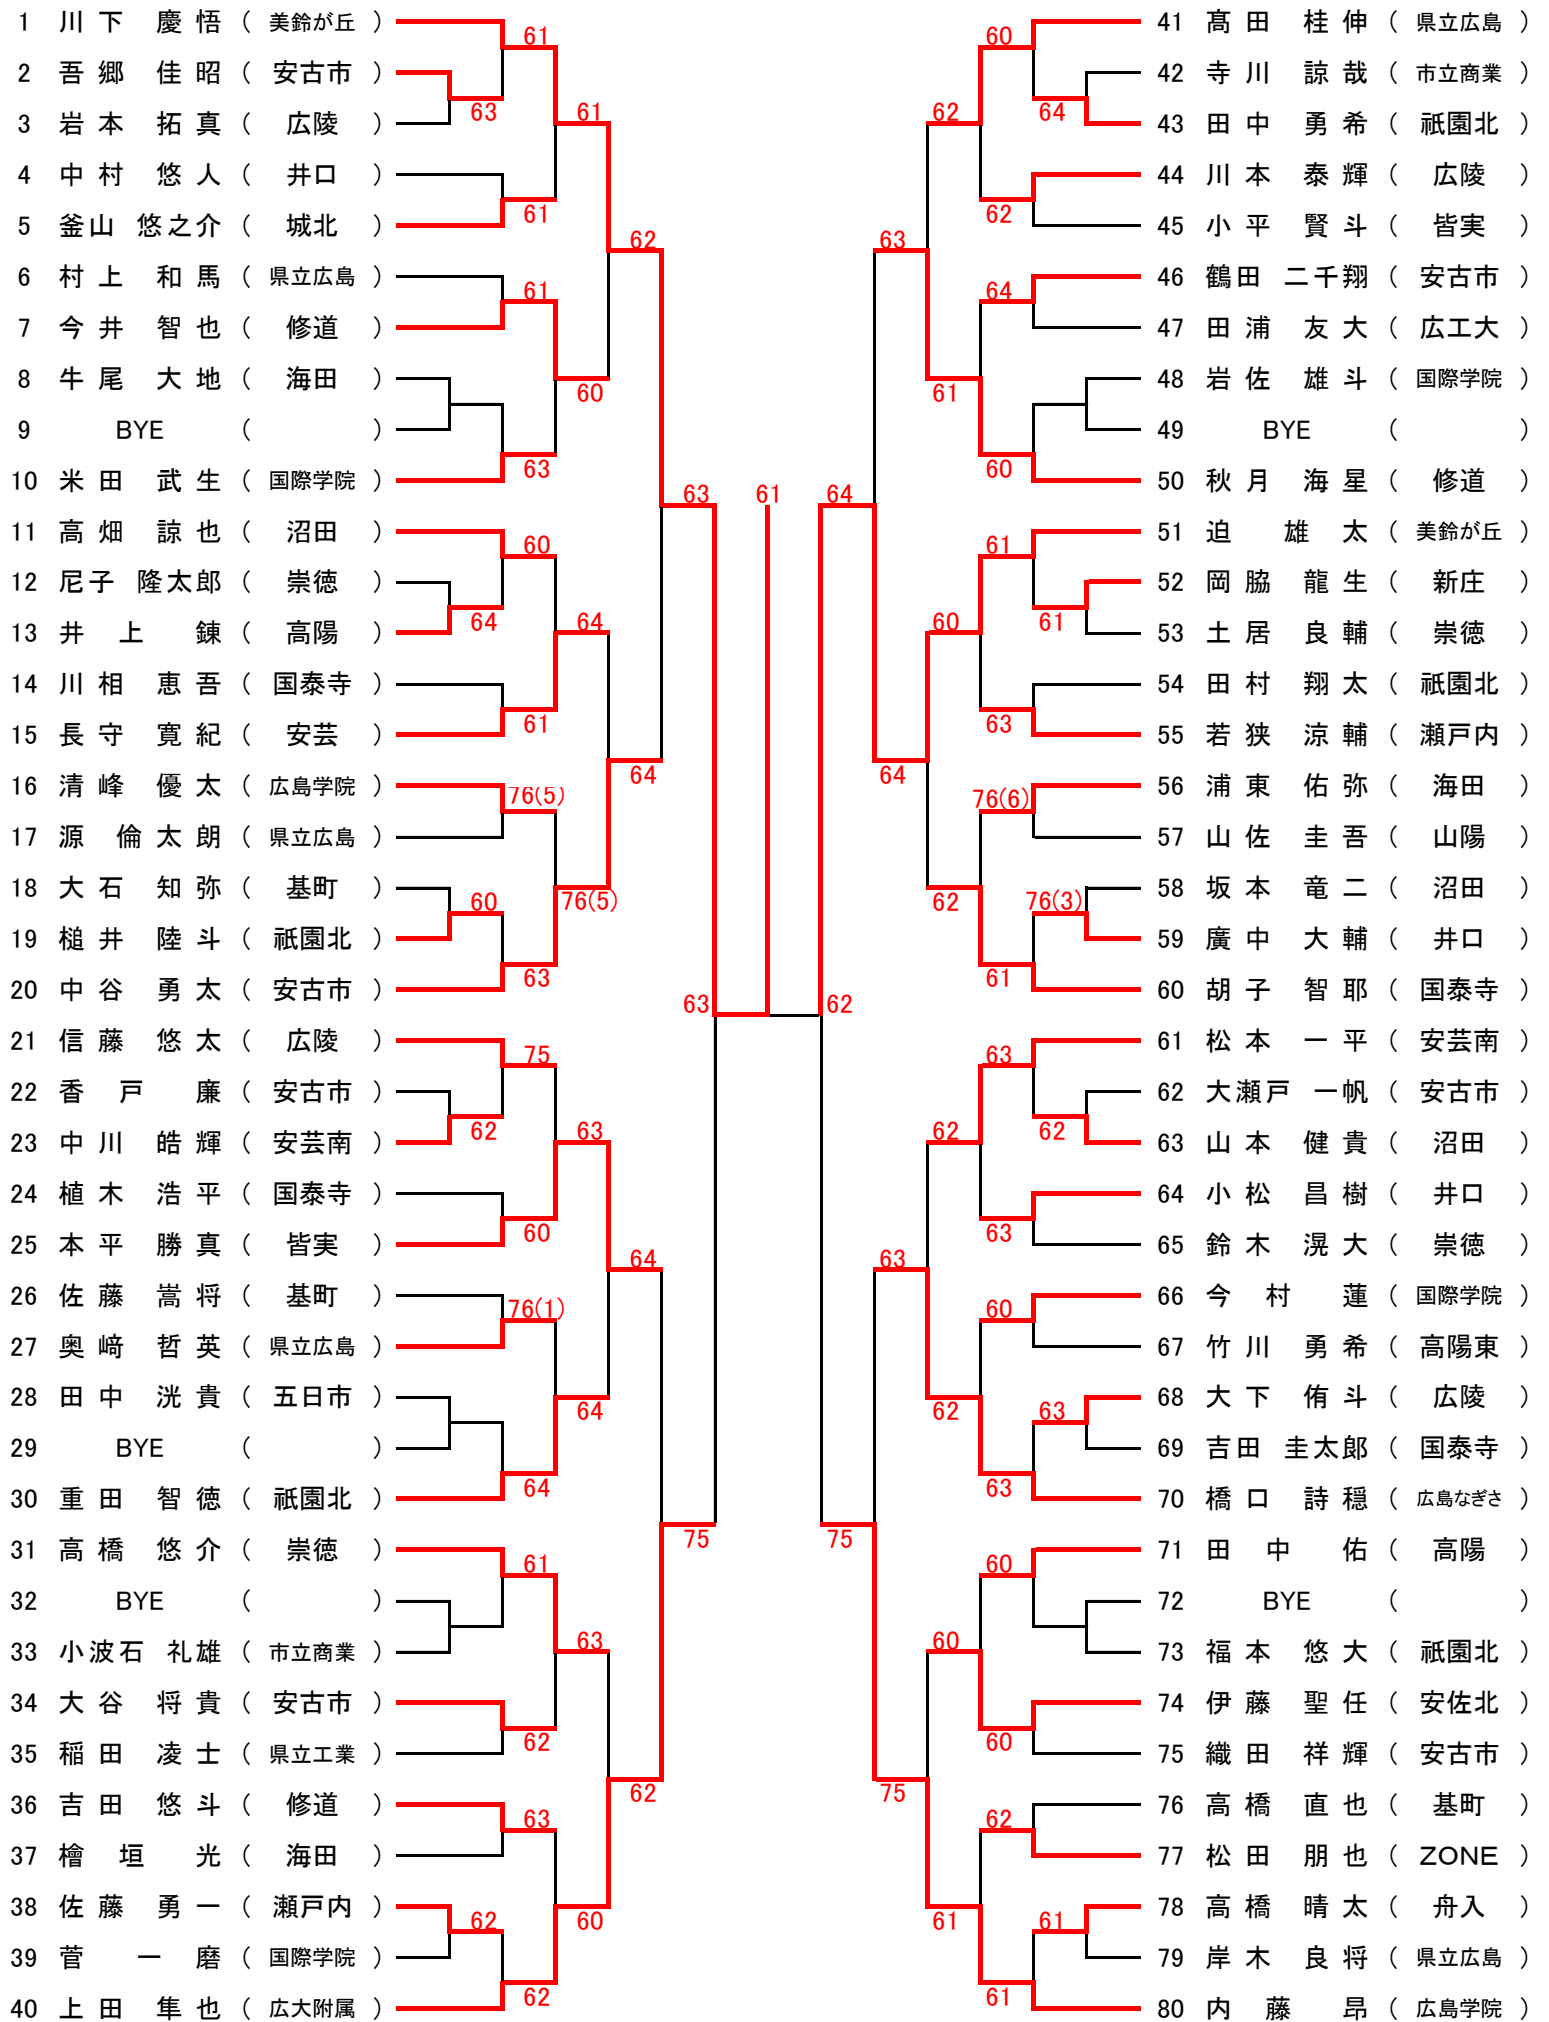 1 川下 慶悟 ( 美鈴が丘 )
2 吾郷 佳昭 ( 安古市 )
3 岩本 拓真 ( 広陵 )
4 中村 悠人 ( 井口 )
5 釜山 悠之介 ( 城北 )
6 村上 和馬 ( 県立広島 )
7 今井 智也 ( 修道 )
8 牛尾 大地 ( 海田 )
9 BYE ( )
10 米田 武生 ( 国際学院 )
11 高畑 諒也 ( 沼田 )
12 尼子 隆太郎 ( 崇徳 )
13 井上 錬 ( 高陽 )
14 川相 恵吾 ( 国泰寺 )
15 長守 寛紀 ( 安芸 )
16 清峰 優太 ( 広島学院 )
17 源 倫太朗 ( 県立広島 )
18 大石 知弥 ( 基町 )
19 槌井 陸斗 ( 祇園北 )
20 中谷 勇太 ( 安古市 )
21 信藤 悠太 ( 広陵 )
22 香戸 廉 ( 安古市 )
23 中川 皓輝 ( 安芸南 )
24 植木 浩平 ( 国泰寺 )
25 本平 勝真 ( 皆実 )
26 佐藤 嵩将 ( 基町 )
27 奥﨑 哲英 ( 県立広島 )
28 田中 洸貴 ( 五日市 )
29 BYE ( )
30 重田 智徳 ( 祇園北 )
31 高橋 悠介 ( 崇徳 )
32 BYE ( )
33 小波石 礼雄 ( 市立商業 )
34 大谷 将貴 ( 安古市 )
35 稲田 凌士 ( 県立工業 )
36 吉田 悠斗 ( 修道 )
37 檜垣 光 ( 海田 )
38 佐藤 勇一 ( 瀬戸内 )
39 菅 一磨 ( 国際学院 )
40 上田 隼也 ( 広大附属 )
63
64
60
62
62
61
61
61
63
60
61
76(5)
63
75
60
76(1)
64
61
62
63
62
61
60
64
76(5)
63
64
63
60
62
64
64
62
63
75
63
61
62
64
75
63
64
63
75
62
61
60
62
60
62
61
60
62
64
60
61
63
76(6)
61
63
63
60
63
60
60
62
61
64
61
76(3)
62
63
61
41 髙田 桂伸 ( 県立広島 )
42 寺川 諒哉 ( 市立商業 )
43 田中 勇希 ( 祇園北 )
44 川本 泰輝 ( 広陵 )
45 小平 賢斗 ( 皆実 )
46 鶴田 二千翔 ( 安古市 )
47 田浦 友大 ( 広工大 )
48 岩佐 雄斗 ( 国際学院 )
49 BYE ( )
50 秋月 海星 ( 修道 )
51 迫 雄太 ( 美鈴が丘 )
52 岡脇 龍生 ( 新庄 )
53 土居 良輔 ( 崇徳 )
54 田村 翔太 ( 祇園北 )
55 若狭 涼輔 ( 瀬戸内 )
56 浦東 佑弥 ( 海田 )
57 山佐 圭吾 ( 山陽 )
58 坂本 竜二 ( 沼田 )
59 廣中 大輔 ( 井口 )
60 胡子 智耶 ( 国泰寺 )
61 松本 一平 ( 安芸南 )
62 大瀬戸 一帆 ( 安古市 )
63 山本 健貴 ( 沼田 )
64 小松 昌樹 ( 井口 )
65 鈴木 滉大 ( 崇徳 )
66 今村 蓮 ( 国際学院 )
67 竹川 勇希 ( 高陽東 )
68 大下 侑斗 ( 広陵 )
69 吉田 圭太郎 ( 国泰寺 )
70 橋口 詩穏 ( 広島なぎさ )
71 田中 佑 ( 高陽 )
72 BYE ( )
73 福本 悠大 ( 祇園北 )
74 伊藤 聖任 ( 安佐北 )
75 織田 祥輝 ( 安古市 )
76 高橋 直也 ( 基町 )
77 松田 朋也 ( ZONE )
78 高橋 晴太 ( 舟入 )
79 岸木 良将 ( 県立広島 )
80 内藤 昂 ( 広島学院 )